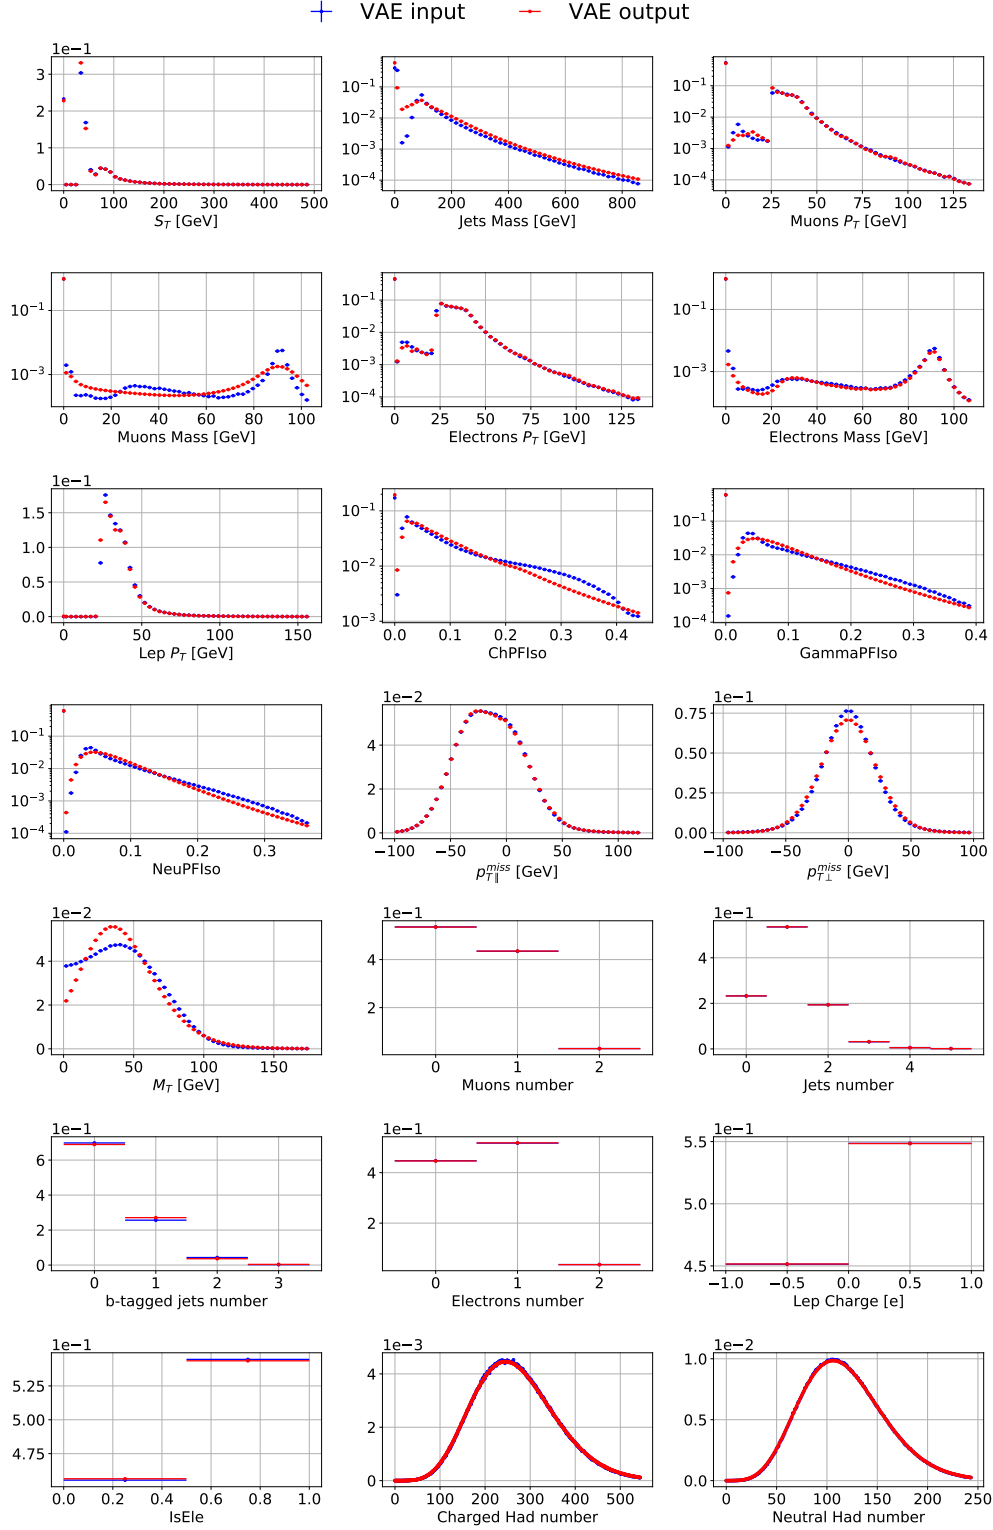 VAE input VAE output
1e−1
3
2
1
0
0 100 200 300 400 500
S_T [GeV]
10⁻¹
10⁻²
10⁻³
10⁻⁴
0 200 400 600 800
Jets Mass [GeV]
10⁻¹
10⁻²
10⁻³
10⁻⁴
0 25 50 75 100 125
Muons P_T [GeV]
10⁻¹
10⁻³
0 20 40 60 80 100
Muons Mass [GeV]
10⁻¹
10⁻²
10⁻³
10⁻⁴
0 25 50 75 100 125
Electrons P_T [GeV]
10⁻¹
10⁻³
0 20 40 60 80 100
Electrons Mass [GeV]
1e−1
1.5
1.0
0.5
0.0
0 50 100 150
Lep P_T [GeV]
10⁻¹
10⁻²
10⁻³
0.0 0.1 0.2 0.3 0.4
ChPFIso
10⁻¹
10⁻²
10⁻³
10⁻⁴
0.0 0.1 0.2 0.3 0.4
GammaPFIso
10⁻¹
10⁻²
10⁻³
10⁻⁴
0.0 0.1 0.2 0.3
NeuPFIso
1e−2
4
2
0
−100 −50 0 50 100
p_{T∥}^{miss} [GeV]
1e−1
0.75
0.50
0.25
0.00
−100 −50 0 50 100
p_{T⊥}^{miss} [GeV]
1e−2
4
2
0
0 50 100 150
M_T [GeV]
1e−1
4
2
0 1 2
Muons number
1e−1
4
2
0
0 2 4
Jets number
1e−1
6
4
2
0
0 1 2 3
b-tagged jets number
1e−1
4
2
0 1 2
Electrons number
1e−1
5.5
5.0
4.5
−1.0 −0.5 0.0 0.5 1.0
Lep Charge [e]
1e−1
5.25
5.00
4.75
0.0 0.2 0.4 0.6 0.8 1.0
IsEle
1e−3
4
2
0
0 100 200 300 400 500
Charged Had number
1e−2
1.0
0.5
0.0
0 50 100 150 200 250
Neutral Had number